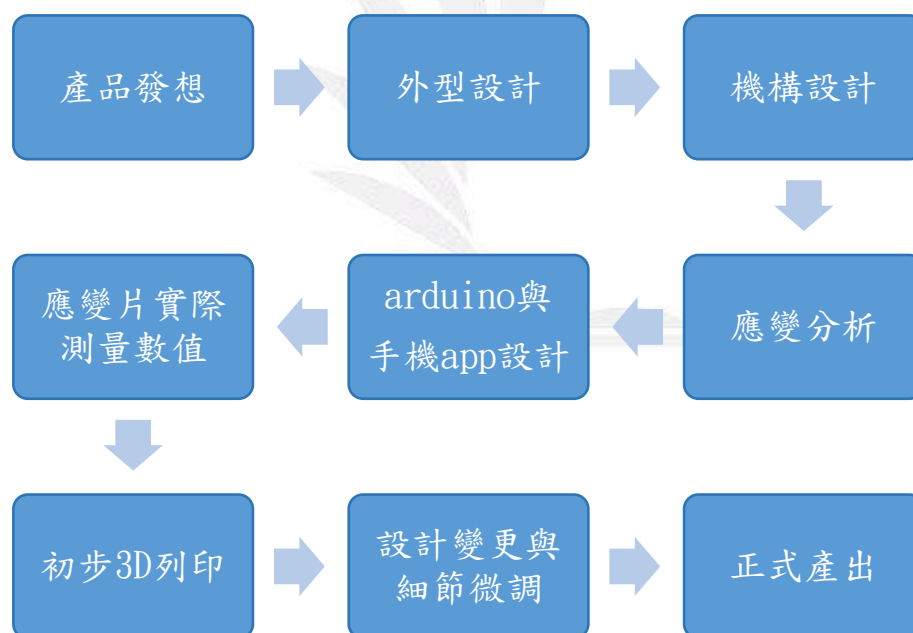 產品發想
外型設計
機構設計
應變分析
arduino與
手機app設計
應變片實際
測量數值
初步3D列印
設計變更與
細節微調
正式產出